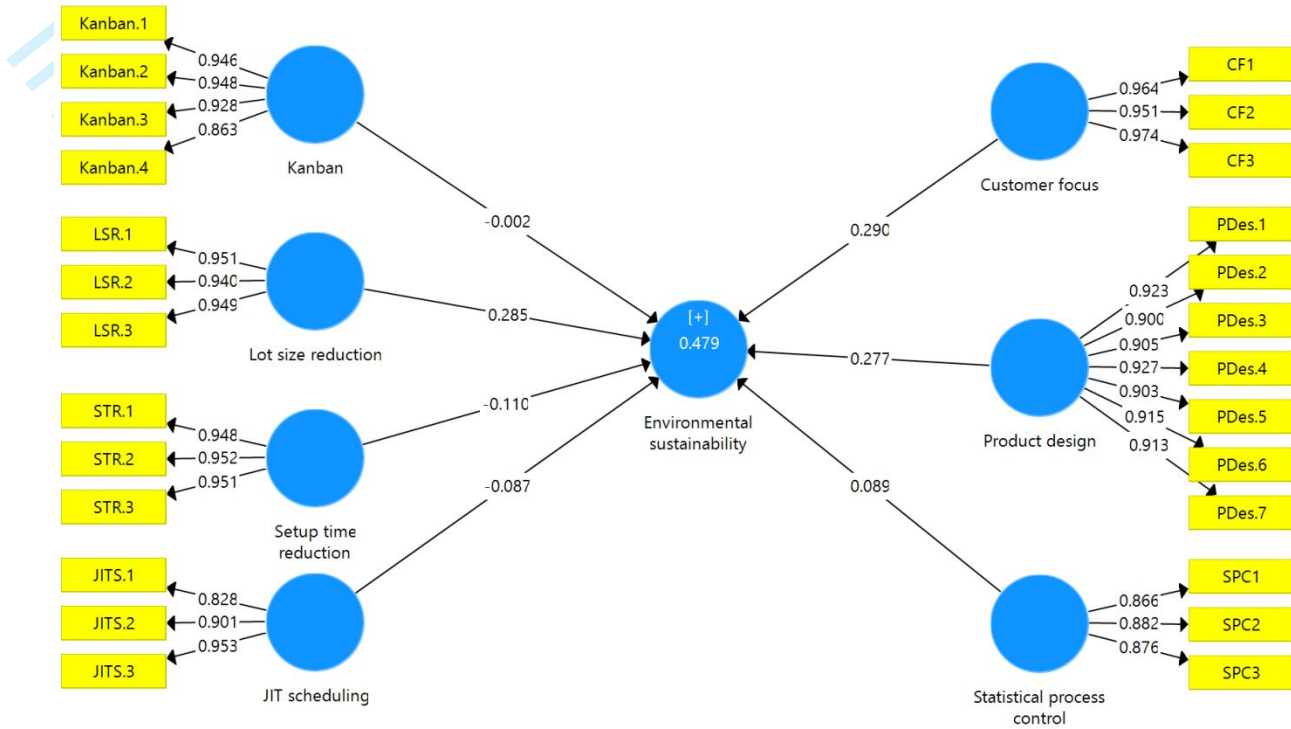 Kanban.1
Kanban.2
Kanban.3
Kanban.4
0.946
0.948
0.928
0.863
Kanban
-0.002
LSR.1
LSR.2
LSR.3
0.951
0.940
0.949
Lot size reduction
0.285
STR.1
STR.2
STR.3
0.948
0.952
0.951
Setup time
reduction
-0.110
JITS.1
JITS.2
JITS.3
0.828
0.901
0.953
JIT scheduling
-0.087
[+]
0.479
Environmental
sustainability
CF1
CF2
CF3
0.964
0.951
0.974
Customer focus
0.290
PDes.1
PDes.2
PDes.3
PDes.4
PDes.5
PDes.6
PDes.7
0.923
0.900
0.905
0.927
0.903
0.915
0.913
Product design
0.277
SPC1
SPC2
SPC3
0.866
0.882
0.876
Statistical process
control
0.089